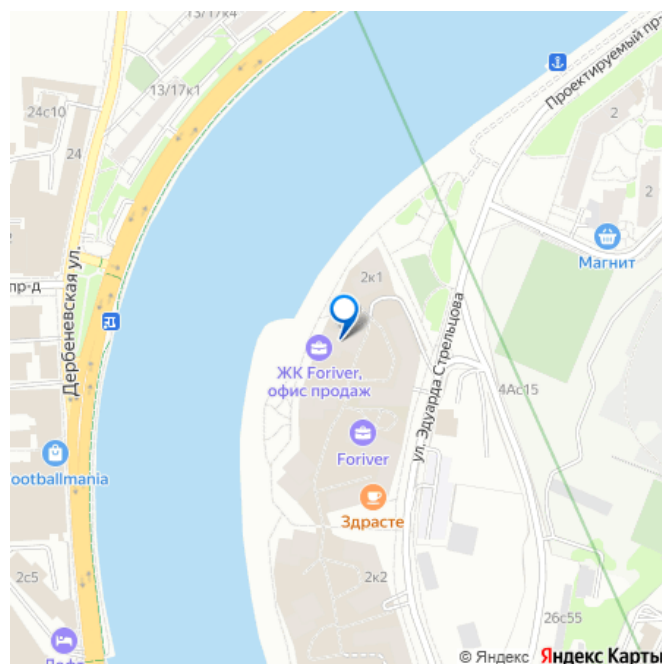 13/17к4
13/17к1
24с10
24
Проектируемый пр-
2
2
Магнит
Дербеневская ул.
пр-д
2к1
ул. Эдуарда Стрельцова
ЖК Foriver,
офис продаж
4Ас15
Foriver
ootballmania
Здрасте
2с5
2к2
26с55
© Яндекс Яндекс Карты